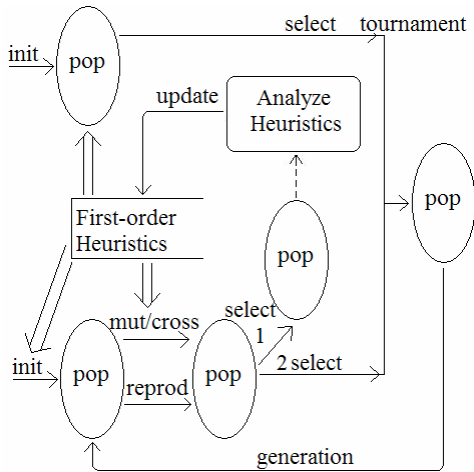 select tournament
init
pop
update
Analyze
Heuristics
pop
First-order
Heuristics
pop
select
mut/cross
1
init
pop
pop
2 select
reprod
generation